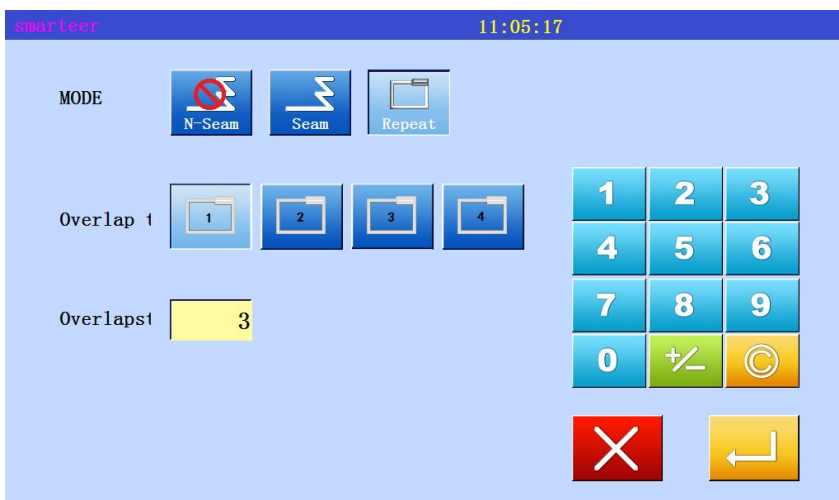 smarteer 11:05:17
MODE
N-Seam Seam Repeat
Overlap t
1 2 3 4
Overlapst
3
1 2 3
4 5 6
7 8 9
0 +/− ©